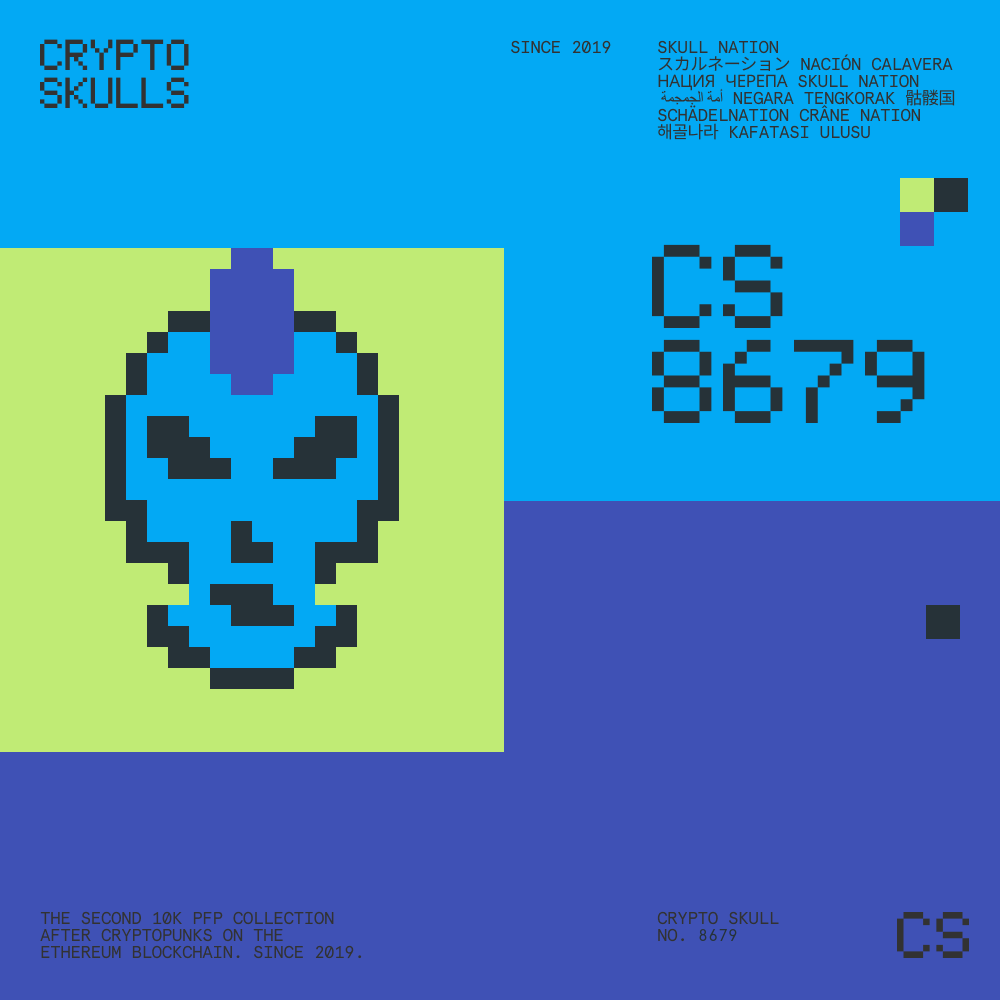 CRYPTO
SKULLS
SINCE 2019
SKULL NATION
スカルネーション NACIÓN CALAVERA
НАЦИЯ ЧЕРЕПА SKULL NATION
أمة الجمجمة NEGARA TENGKORAK 骷髅国
SCHÄDELNATION CRÂNE NATION
해골나라 KAFATASI ULUSU
CS
8679
THE SECOND 10K PFP COLLECTION
AFTER CRYPTOPUNKS ON THE
ETHEREUM BLOCKCHAIN. SINCE 2019.
CRYPTO SKULL
NO. 8679
CS